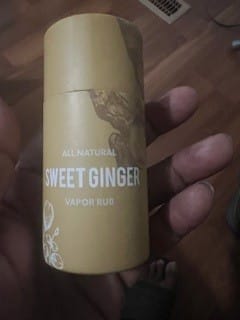 ALL NATURAL
SWEET GINGER
VAPOR RUB